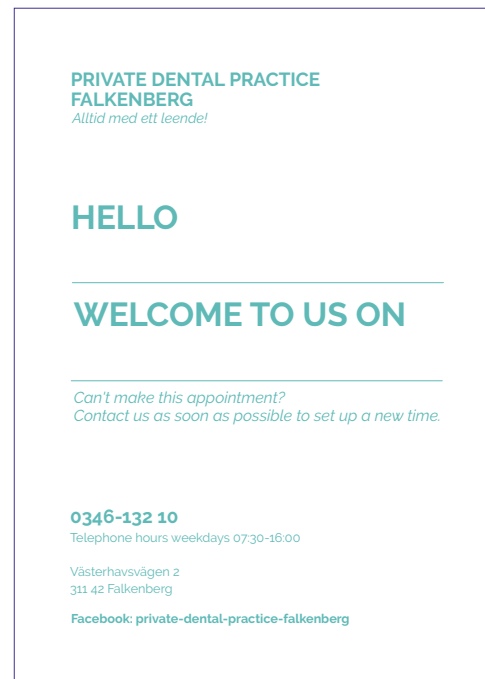 PRIVATE DENTAL PRACTICE
FALKENBERG
Alltid med ett leende!
HELLO
WELCOME TO US ON
Can't make this appointment?
Contact us as soon as possible to set up a new time.
0346-132 10
Telephone hours weekdays 07:30-16:00
Västerhavsvägen 2
311 42 Falkenberg
Facebook: private-dental-practice-falkenberg